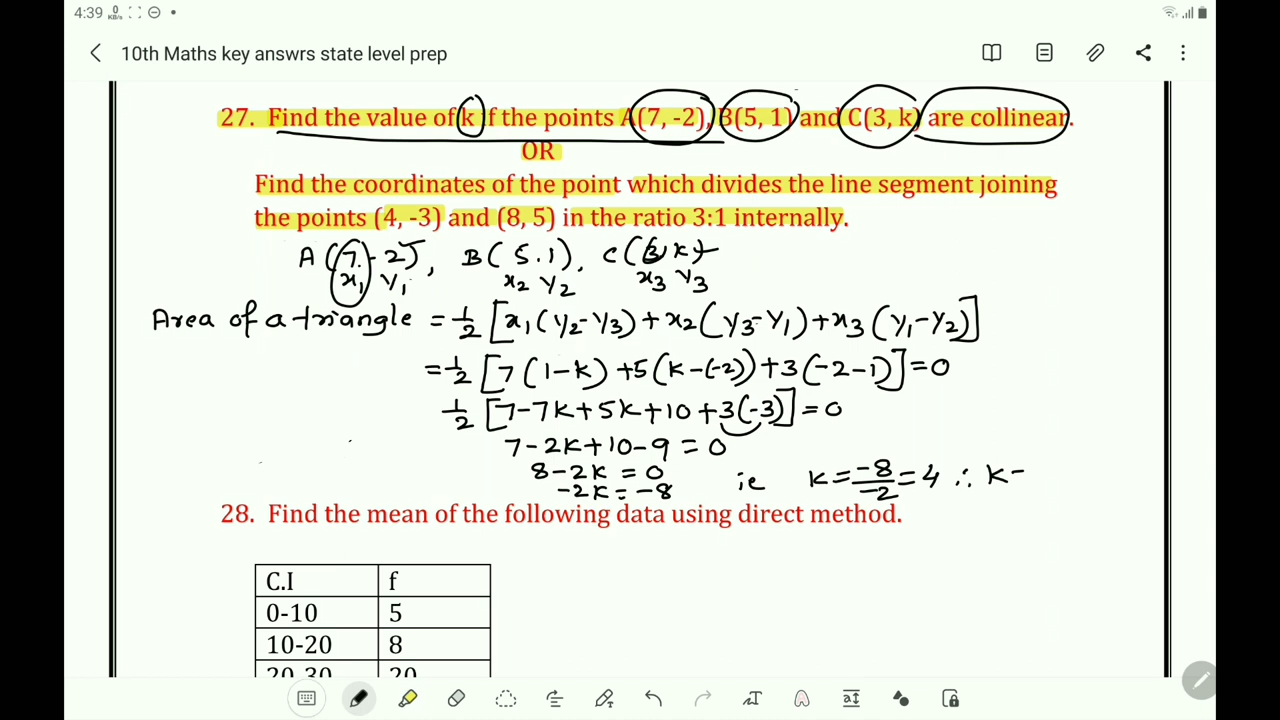 4:39 0 KB/s
10th Maths key answrs state level prep
27. Find the value of k if the points A(7, -2), B(5, 1) and C(3, k) are collinear.
OR
Find the coordinates of the point which divides the line segment joining
the points (4, -3) and (8, 5) in the ratio 3:1 internally.
A(7.-2), B(5.1), C(3,k)
x₁ y₁ x₂ y₂ x₃ y₃
Area of a triangle = 1/2 [x₁(y₂-y₃)+x₂(y₃-y₁)+x₃(y₁-y₂)]
= 1/2 [7(1-k)+5(k-(-2))+3(-2-1)]=0
1/2 [7-7k+5k+10+3(-3)]=0
7-2k+10-9=0
8-2k=0
-2k=-8 ie k=-8/-2=4 ∴ k-
28. Find the mean of the following data using direct method.
C.I f
0-10 5
10-20 8
20-30 20